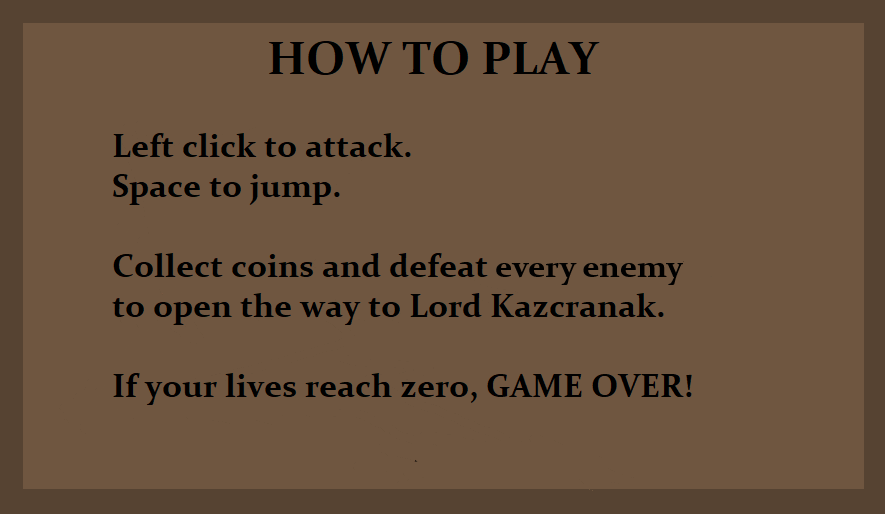 HOW TO PLAY
Left click to attack.
Space to jump.
Collect coins and defeat every enemy
to open the way to Lord Kazcranak.
If your lives reach zero, GAME OVER!